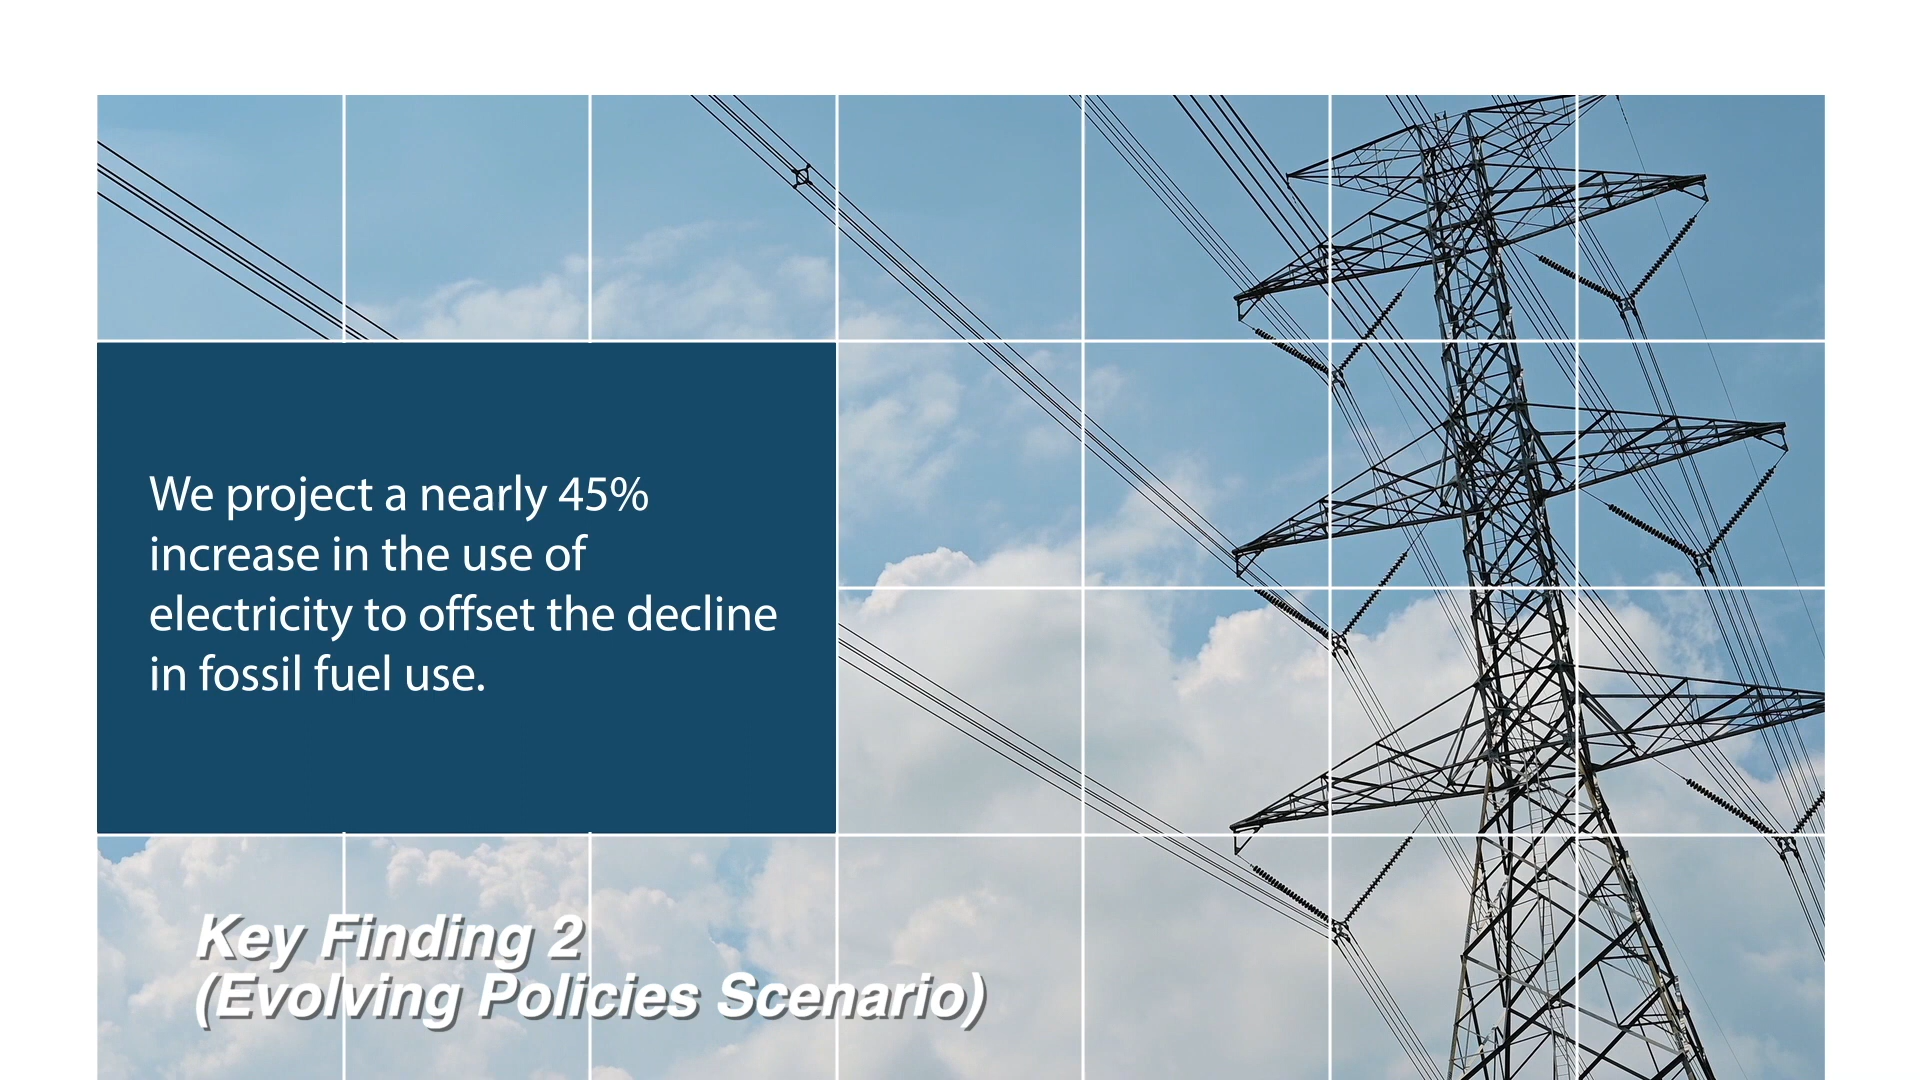 We project a nearly 45%
increase in the use of
electricity to offset the decline
in fossil fuel use.
Key Finding 2
(Evolving Policies Scenario)